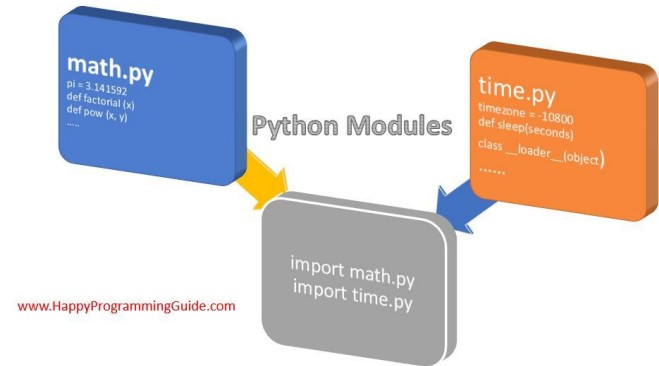 math.py
pi = 3.141592
def factorial (x)
def pow (x, y)
.....
Python Modules
time.py
timezone = -10800
def sleep(seconds)
class __loader__(object)
......
import math.py
import time.py
www.HappyProgrammingGuide.com